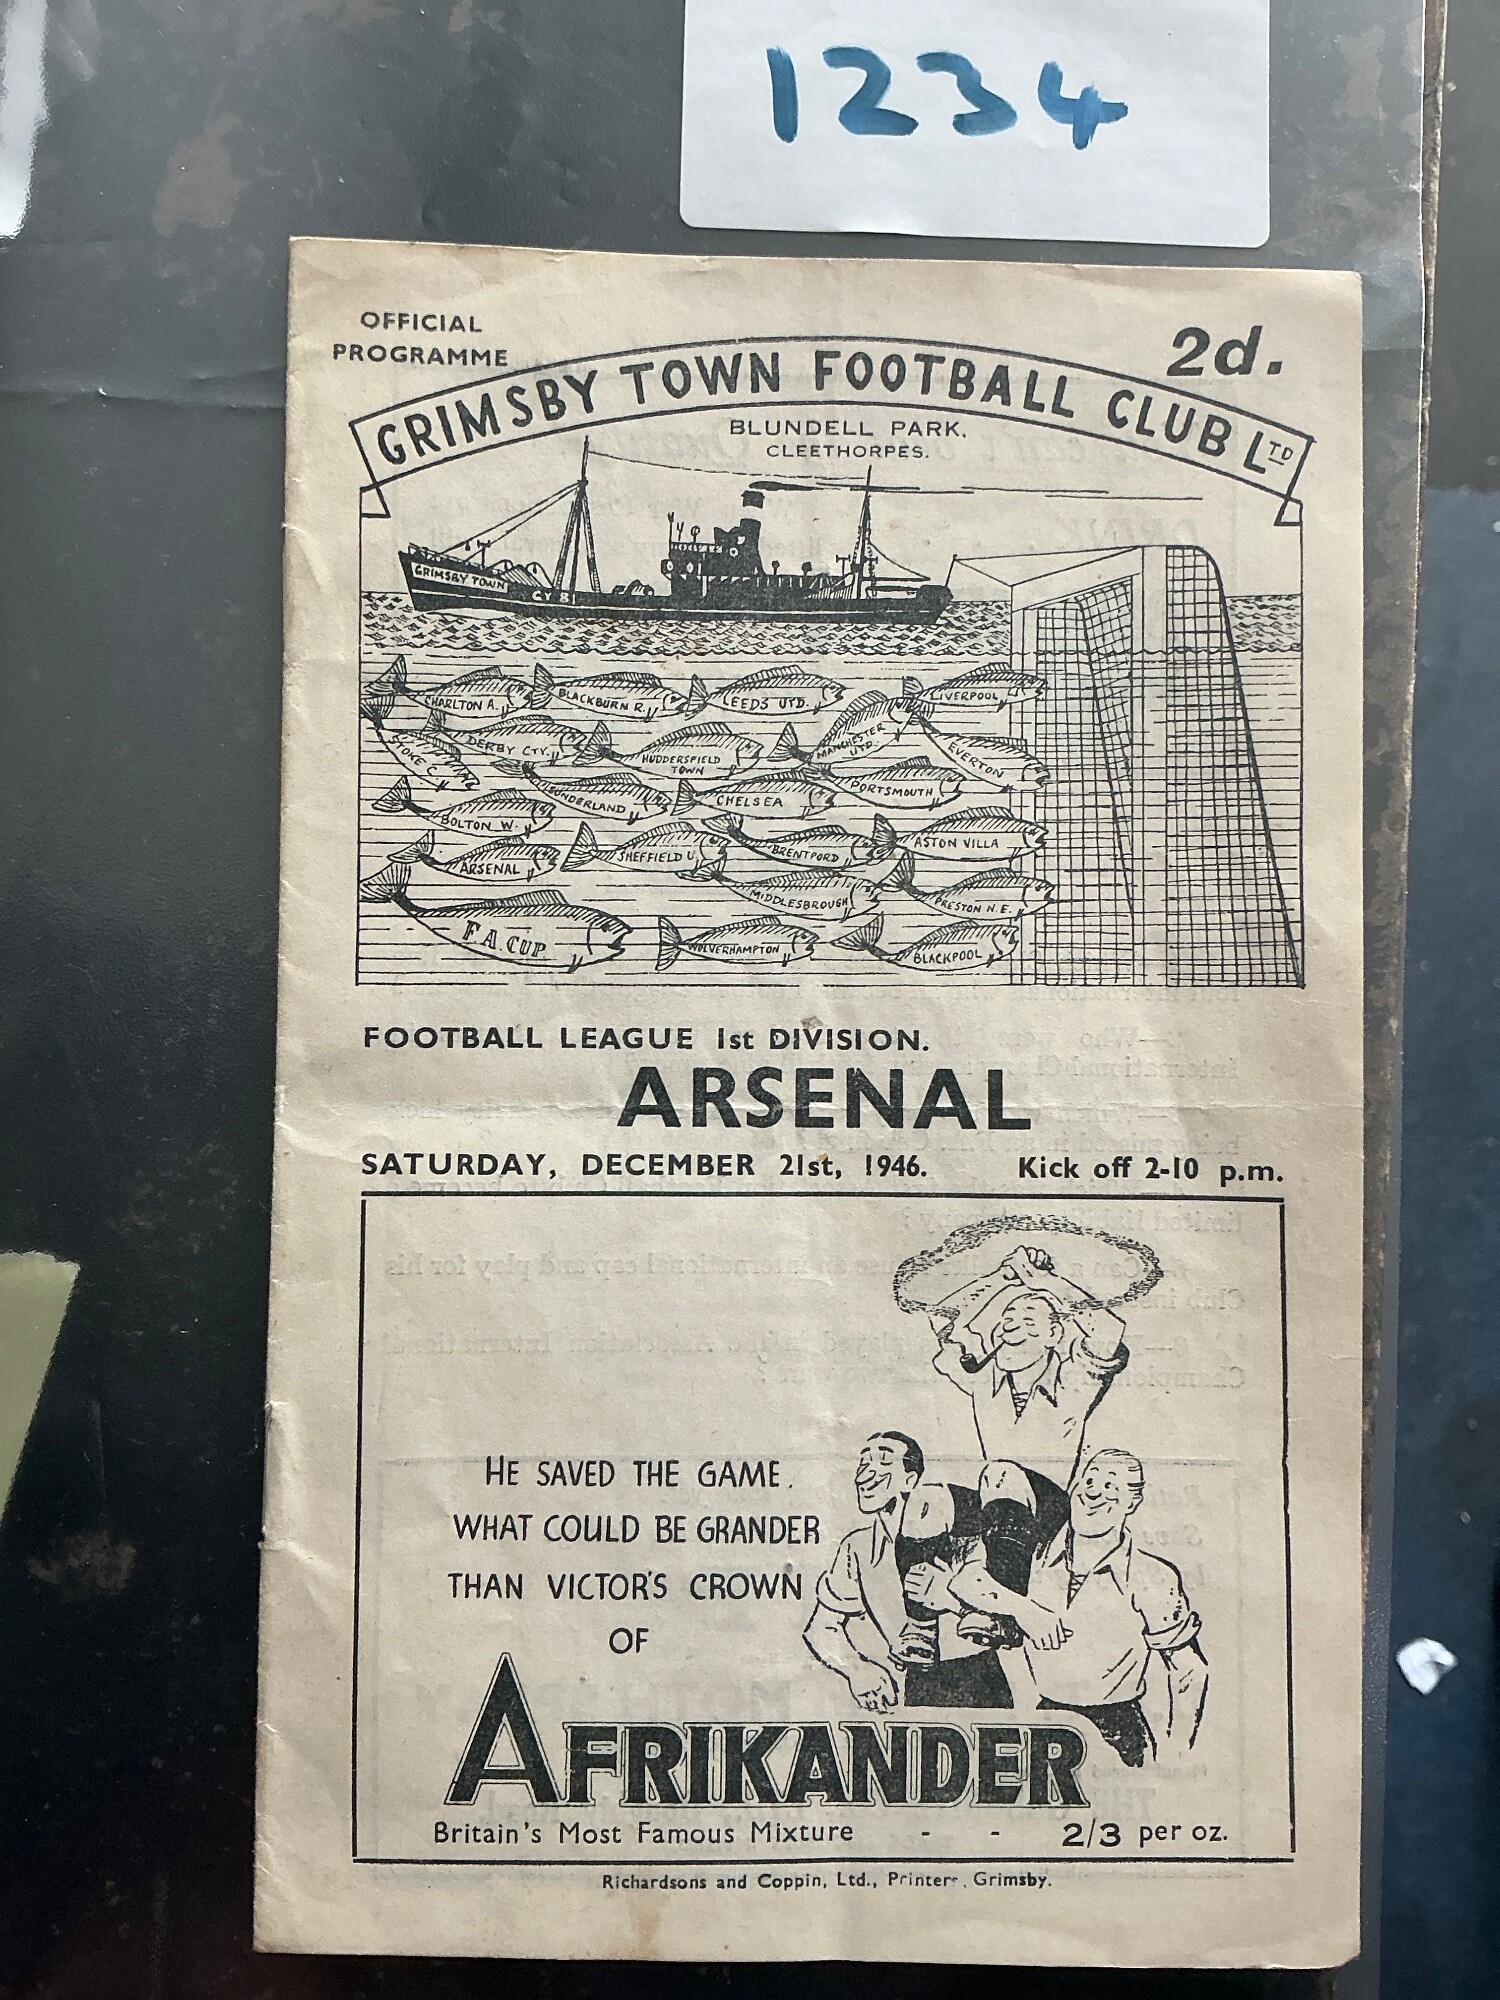 1234
OFFICIAL
PROGRAMME
2d.
GRIMSBY TOWN FOOTBALL CLUB LTD
BLUNDELL PARK,
CLEETHORPES.
GRIMSBY TOWN
GY 81
CHARLTON A.
BLACKBURN R.
LEEDS UTD.
LIVERPOOL
STOKE C.
DERBY CTY.
HUDDERSFIELD
TOWN
MANCHESTER
UTD.
EVERTON
SUNDERLAND
CHELSEA
PORTSMOUTH
BOLTON W.
ARSENAL
SHEFFIELD U.
BRENTFORD
ASTON VILLA
MIDDLESBROUGH
PRESTON N.E.
F.A. CUP
WOLVERHAMPTON
BLACKPOOL
FOOTBALL LEAGUE 1st DIVISION.
ARSENAL
SATURDAY, DECEMBER 21st, 1946. Kick off 2-10 p.m.
HE SAVED THE GAME.
WHAT COULD BE GRANDER
THAN VICTOR'S CROWN
OF
AFRIKANDER
Britain's Most Famous Mixture - - 2/3 per oz.
Richardsons and Coppin, Ltd., Printers, Grimsby.